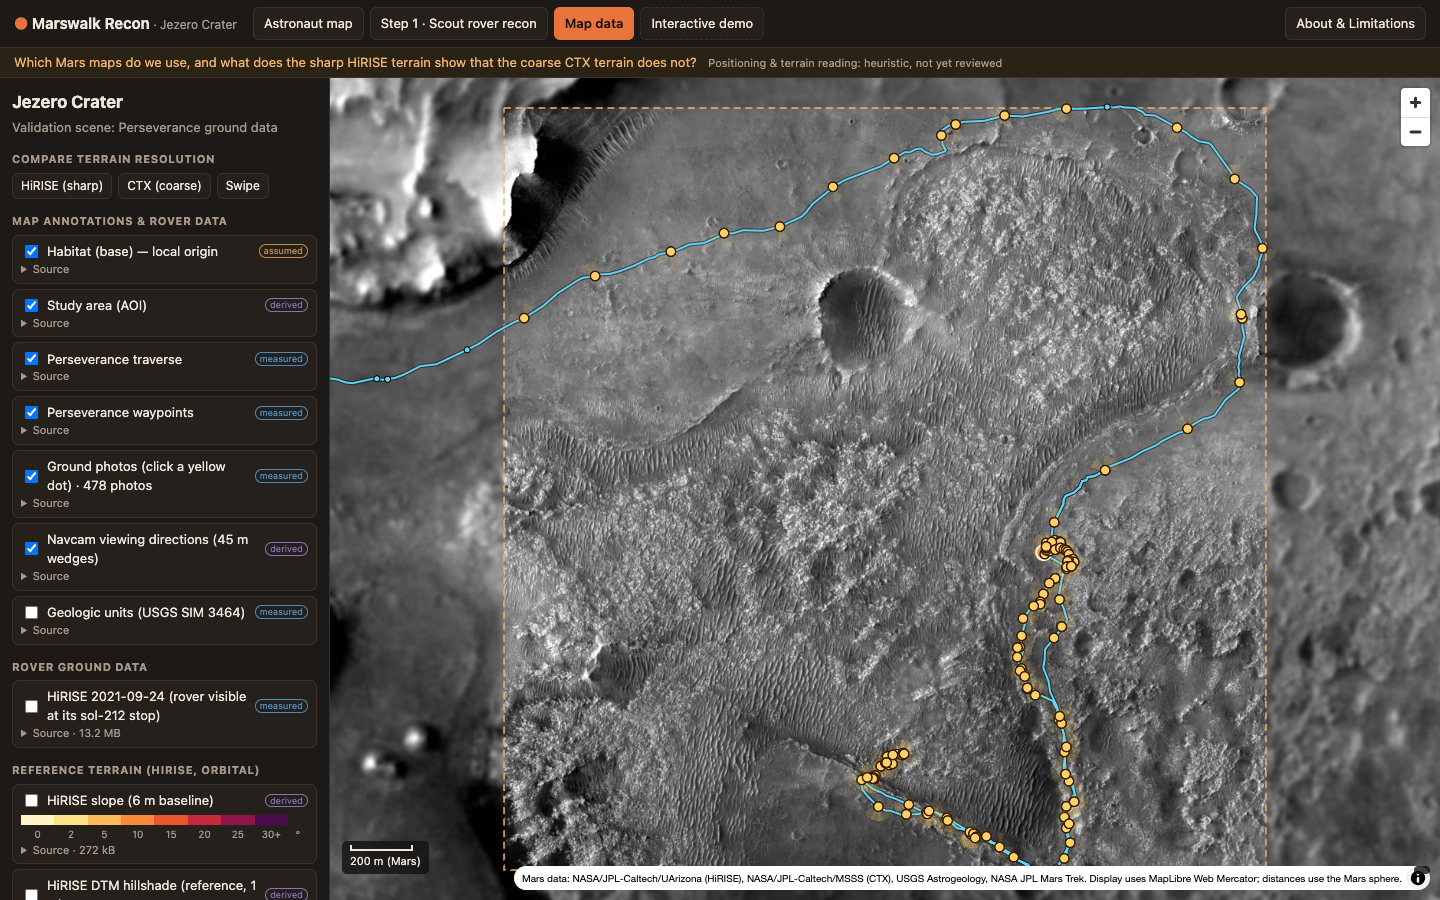 Marswalk Recon · Jezero Crater
Astronaut map
Step 1 · Scout rover recon
Map data
Interactive demo
About & Limitations
Which Mars maps do we use, and what does the sharp HiRISE terrain show that the coarse CTX terrain does not?
Positioning & terrain reading: heuristic, not yet reviewed
Jezero Crater
Validation scene: Perseverance ground data
COMPARE TERRAIN RESOLUTION
HiRISE (sharp)
CTX (coarse)
Swipe
MAP ANNOTATIONS & ROVER DATA
Habitat (base) — local origin
assumed
Source
Study area (AOI)
derived
Source
Perseverance traverse
measured
Source
Perseverance waypoints
measured
Source
Ground photos (click a yellow
dot) · 478 photos
measured
Source
Navcam viewing directions (45 m
wedges)
derived
Source
Geologic units (USGS SIM 3464)
measured
Source
ROVER GROUND DATA
HiRISE 2021-09-24 (rover visible
at its sol-212 stop)
measured
Source · 13.2 MB
REFERENCE TERRAIN (HIRISE, ORBITAL)
HiRISE slope (6 m baseline)
derived
0 2 5 10 15 20 25 30+ °
Source · 272 kB
HiRISE DTM hillshade (reference, 1
derived
+
−
200 m (Mars)
Mars data: NASA/JPL-Caltech/UArizona (HiRISE), NASA/JPL-Caltech/MSSS (CTX), USGS Astrogeology, NASA JPL Mars Trek. Display uses MapLibre Web Mercator; distances use the Mars sphere.